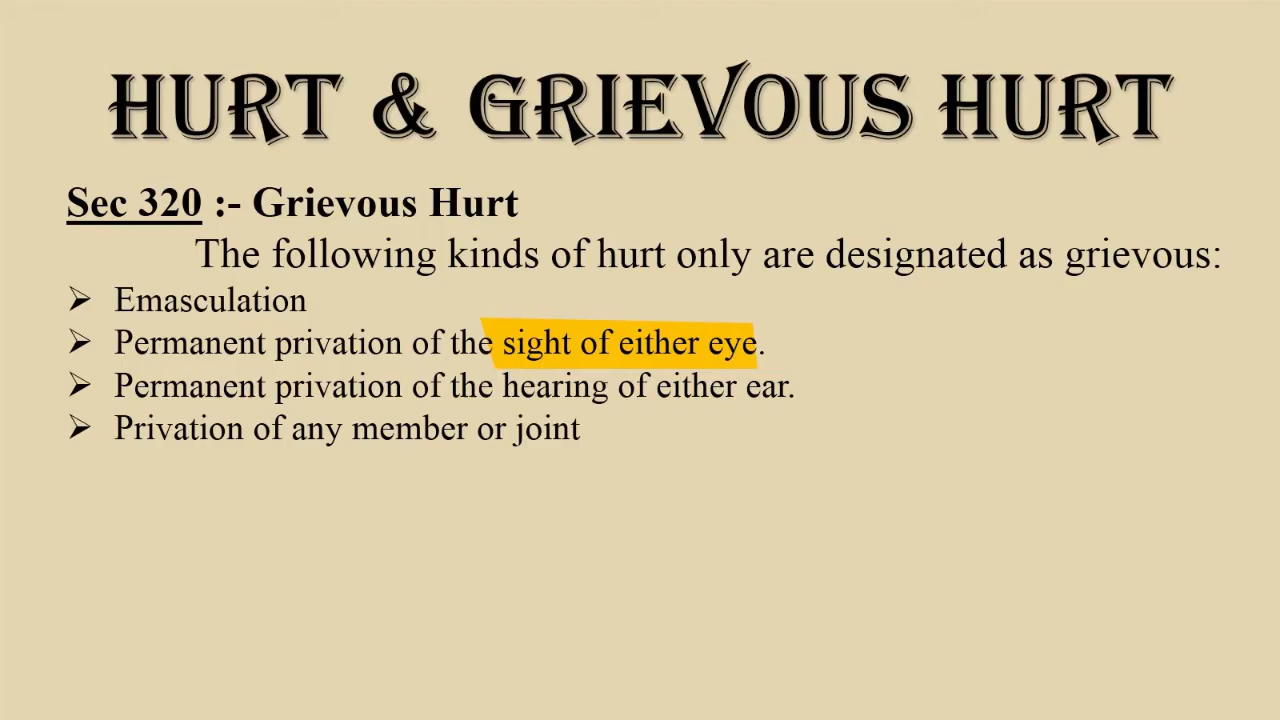 HURT & GRIEVOUS HURT
Sec 320 :- Grievous Hurt
The following kinds of hurt only are designated as grievous:
➢ Emasculation
➢ Permanent privation of the sight of either eye.
➢ Permanent privation of the hearing of either ear.
➢ Privation of any member or joint